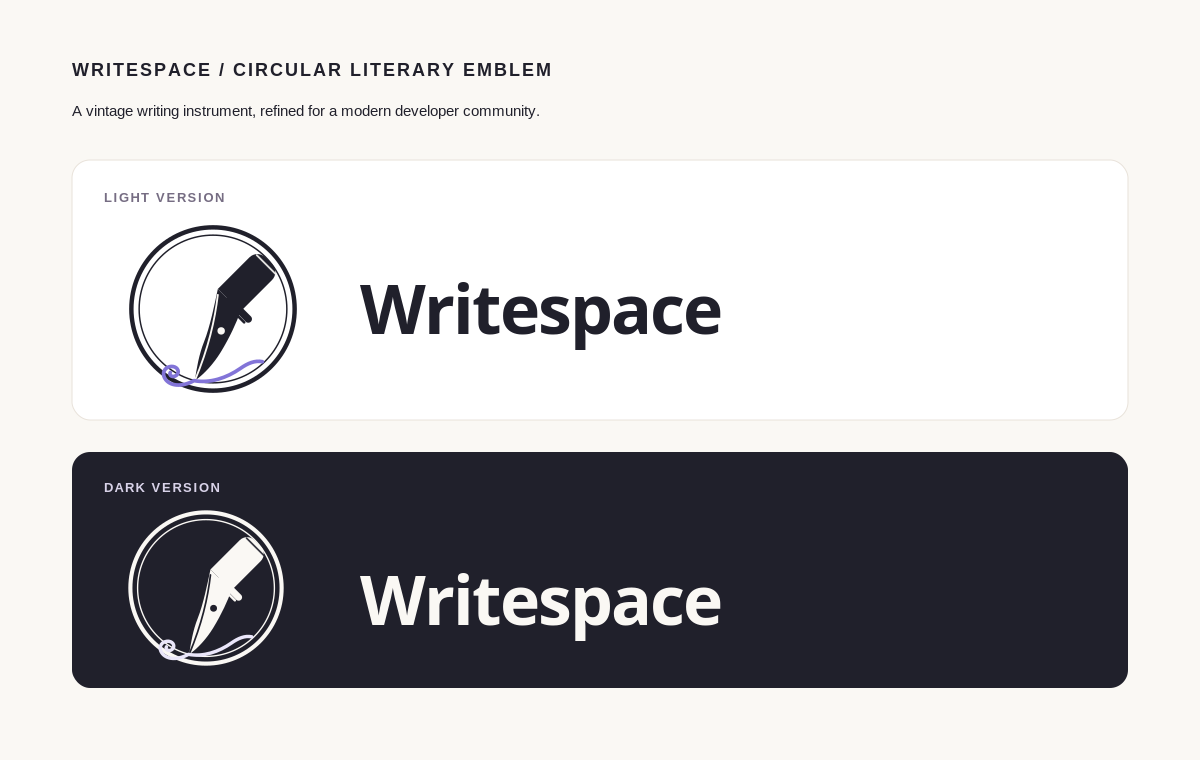 WRITESPACE / CIRCULAR LITERARY EMBLEM
A vintage writing instrument, refined for a modern developer community.
LIGHT VERSION
Writespace
DARK VERSION
Writespace